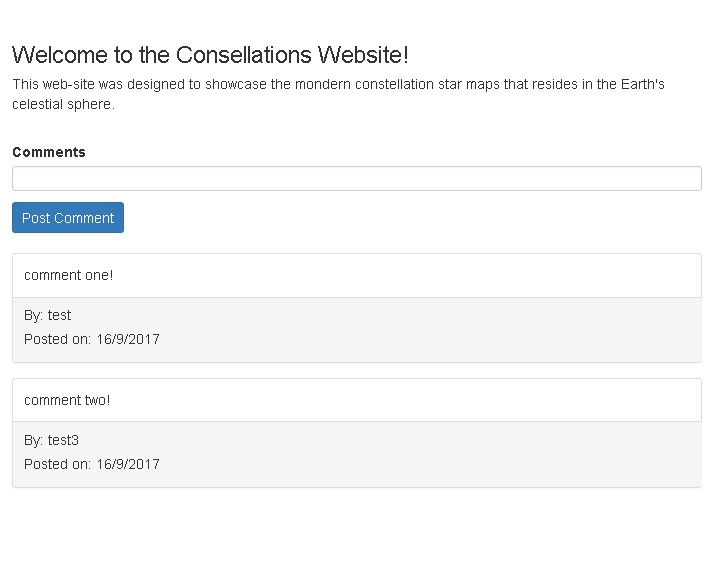 Welcome to the Consellations Website!
This web-site was designed to showcase the mondern constellation star maps that resides in the Earth's
celestial sphere.
Comments
Post Comment
comment one!
By: test
Posted on: 16/9/2017
comment two!
By: test3
Posted on: 16/9/2017